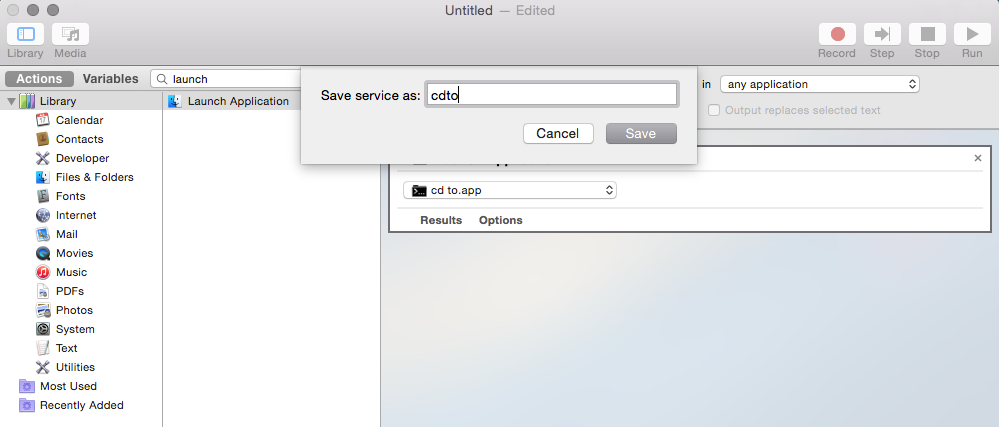 Untitled — Edited
Library Media Record Step Stop Run
Actions Variables launch
Save service as: cdto
in any application
Output replaces selected text
Cancel Save
Library
Calendar
Contacts
Developer
Files & Folders
Fonts
Internet
Mail
Movies
Music
PDFs
Photos
System
Text
Utilities
Most Used
Recently Added
Launch Application
cd to.app
Results Options